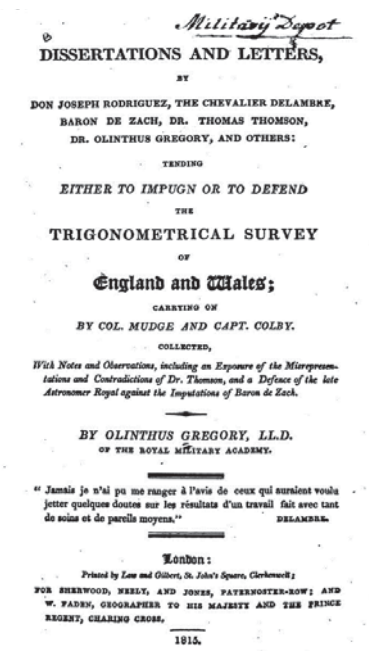 Military Depot
DISSERTATIONS AND LETTERS,
BY
DON JOSEPH RODRIGUEZ, THE CHEVALIER DELAMBRE,
BARON DE ZACH, DR. THOMAS THOMSON,
DR. OLINTHUS GREGORY, AND OTHERS:
TENDING
EITHER TO IMPUGN OR TO DEFEND
THE
TRIGONOMETRICAL SURVEY
OF
England and Wales;
CARRYING ON
BY COL. MUDGE AND CAPT. COLBY.
COLLECTED,
With Notes and Observations, including an Exposure of the Misrepresen-
tations and Contradictions of Dr. Thomson, and a Defence of the late
Astronomer Royal against the Imputations of Baron de Zach.
BY OLINTHUS GREGORY, LL.D.
OF THE ROYAL MILITARY ACADEMY.
“ Jamais je n'ai pu me ranger à l'avis de ceux qui auraient voulu
jetter quelques doutes sur les résultats d'un travail fait avec tant
de soins et de pareils moyens.” DELAMBRE.
London:
Printed by Law and Gilbert, St. John's Square, Clerkenwell;
FOR SHERWOOD, NEELY, AND JONES, PATERNOSTER-ROW; AND
W. FADEN, GEOGRAPHER TO HIS MAJESTY AND THE PRINCE
REGENT, CHARING CROSS.
1815.